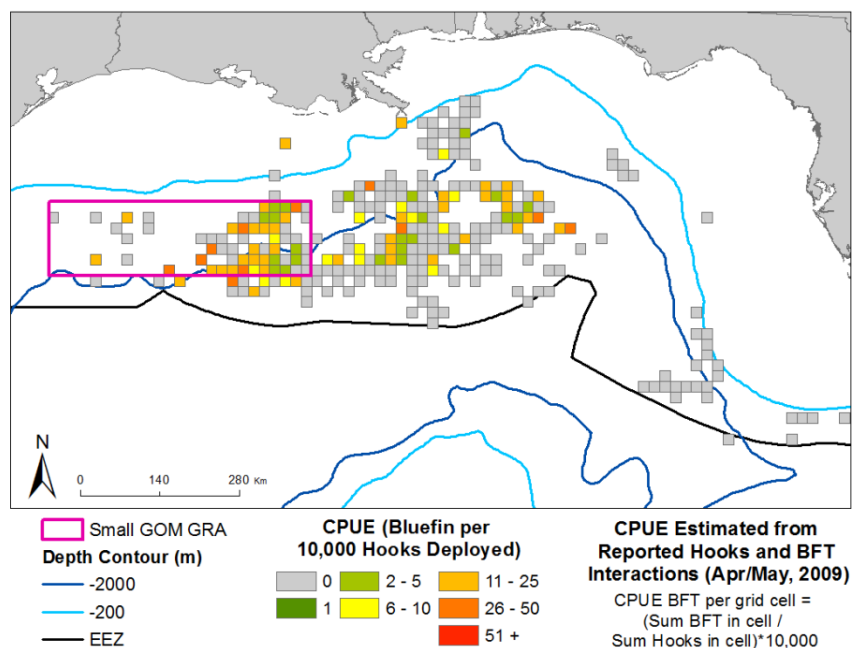 N
0 140 280 Km
Small GOM GRA
Depth Contour (m)
-2000
-200
EEZ
CPUE (Bluefin per
10,000 Hooks Deployed)
0 2 - 5 11 - 25
1 6 - 10 26 - 50
51 +
CPUE Estimated from
Reported Hooks and BFT
Interactions (Apr/May, 2009)
CPUE BFT per grid cell =
(Sum BFT in cell /
Sum Hooks in cell)*10,000